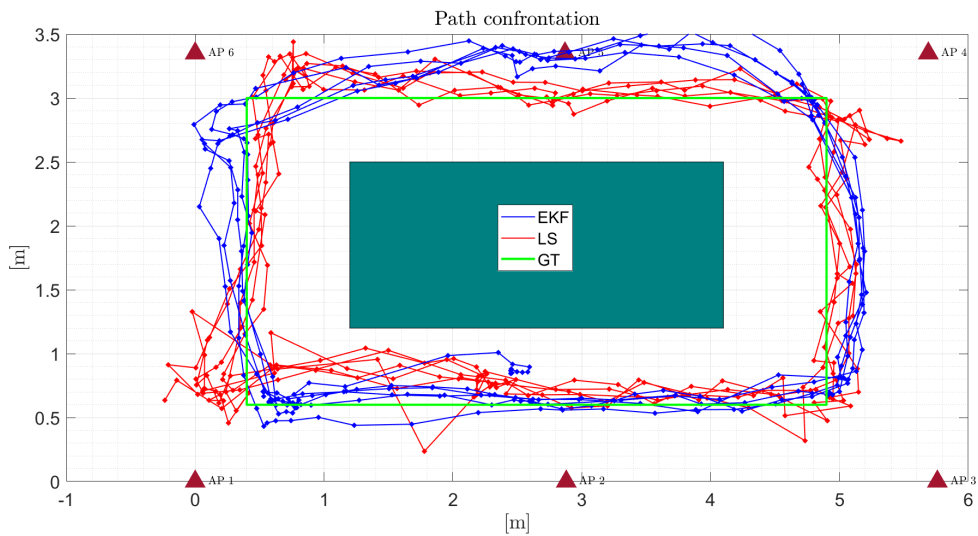 Path confrontation
3.5
3
2.5
2
1.5
1
0.5
0
[m]
AP 6
AP 5
AP 4
EKF
LS
GT
AP 1
AP 2
AP 3
-1
0
1
2
3
4
5
6
[m]